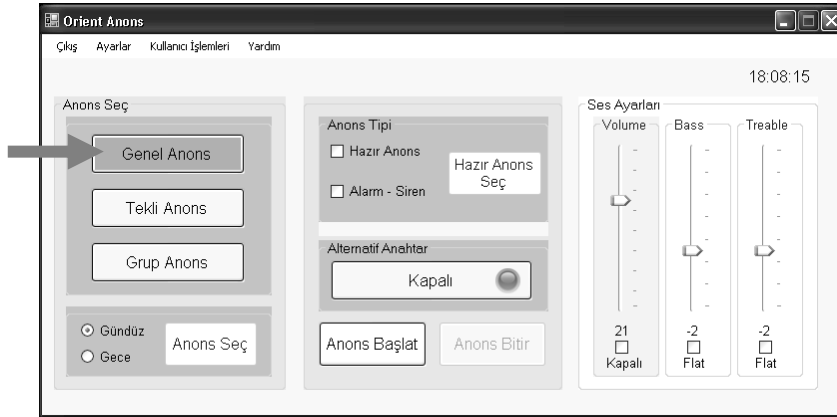 Orient Anons
Çıkış Ayarlar Kullanıcı İşlemleri Yardım
18:08:15
Anons Seç
Genel Anons
Tekli Anons
Grup Anons
Gündüz
Gece
Anons Seç
Anons Tipi
Hazır Anons
Alarm - Siren
Hazır Anons
Seç
Alternatif Anahtar
Kapalı
Anons Başlat
Anons Bitir
Ses Ayarları
Volume
21
Kapalı
Bass
-2
Flat
Treable
-2
Flat